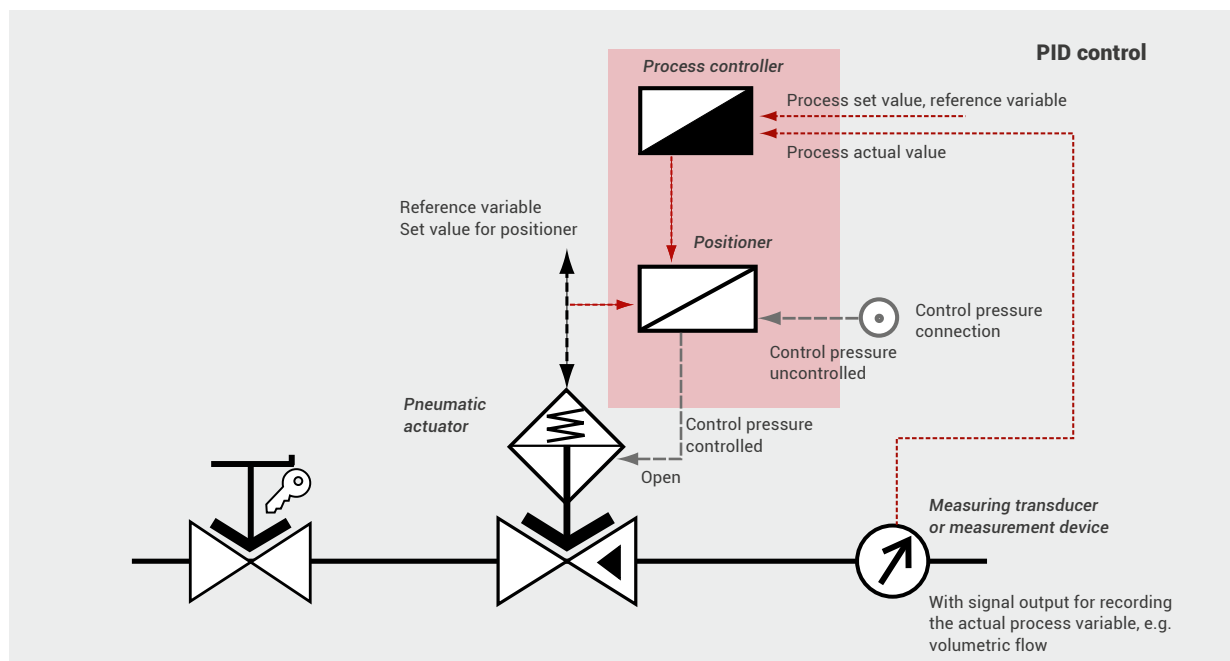 PID control
Process controller
Process set value, reference variable
Process actual value
Reference variable
Set value for positioner
Positioner
Control pressure
connection
Control pressure
uncontrolled
Pneumatic
actuator
Control pressure
controlled
Open
Measuring transducer
or measurement device
With signal output for recording
the actual process variable, e.g.
volumetric flow